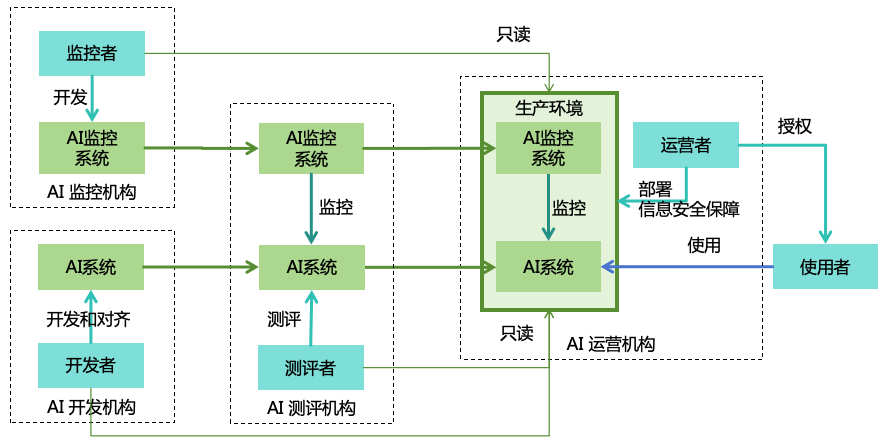 监控者
开发
AI监控
系统
AI 监控机构
AI系统
开发和对齐
开发者
AI 开发机构
AI监控
系统
监控
AI系统
测评
测评者
AI 测评机构
只读
生产环境
AI监控
系统
监控
AI系统
只读
运营者
部署
信息安全保障
AI 运营机构
授权
使用
使用者